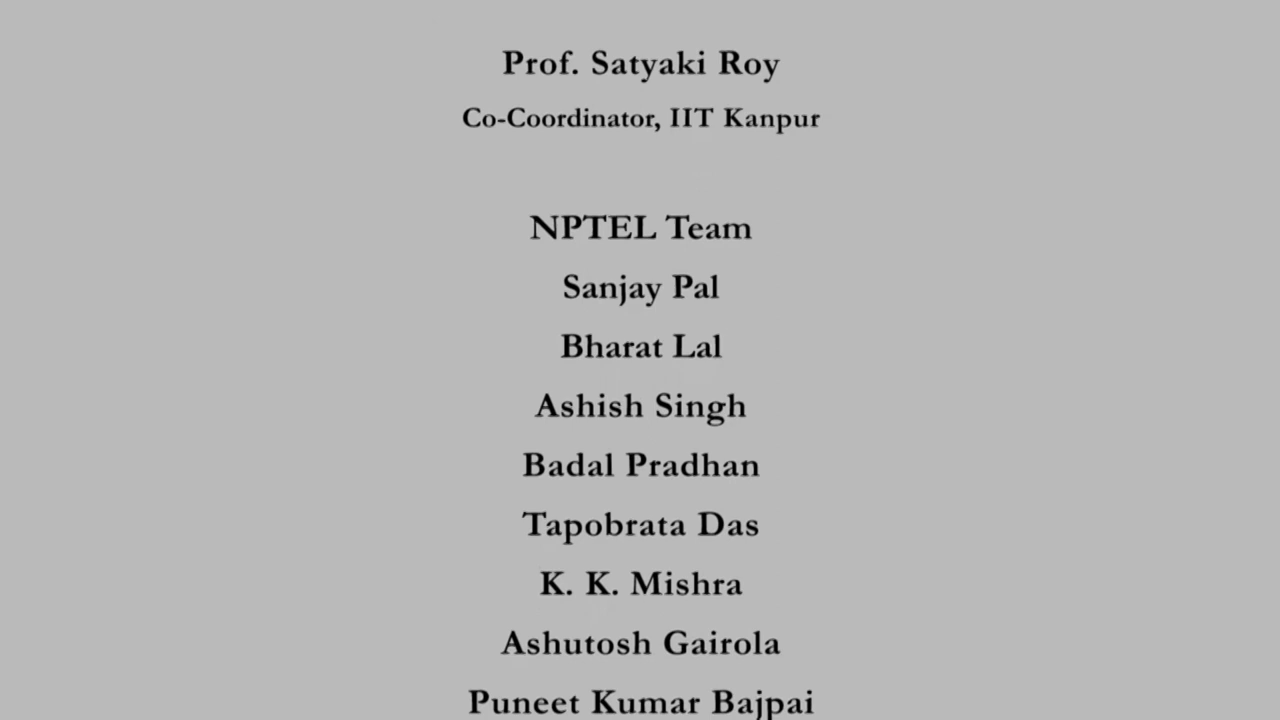 Prof. Satyaki Roy
Co-Coordinator, IIT Kanpur
NPTEL Team
Sanjay Pal
Bharat Lal
Ashish Singh
Badal Pradhan
Tapobrata Das
K. K. Mishra
Ashutosh Gairola
Puneet Kumar Bajpai